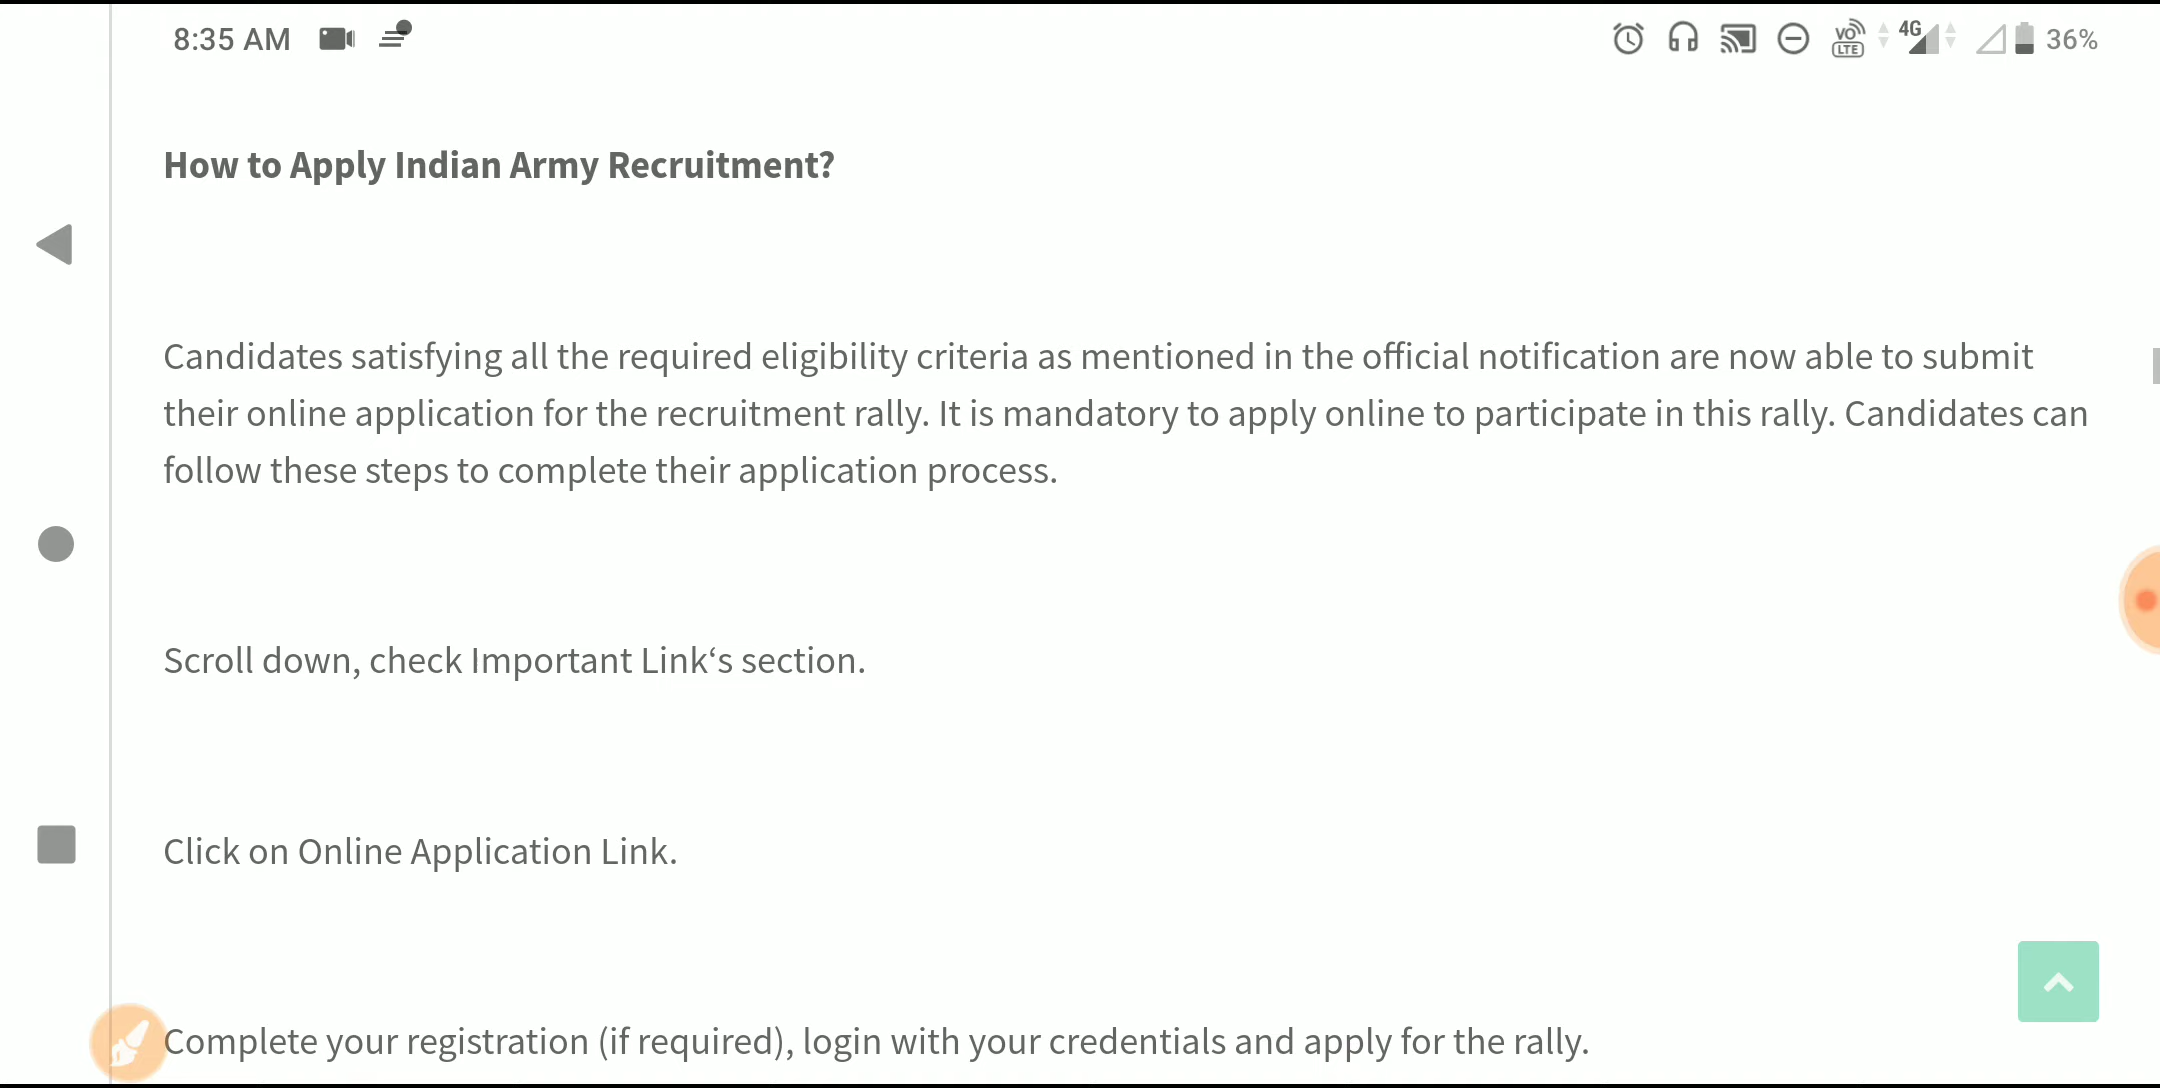 8:35 AM
VO LTE 4G 36%
How to Apply Indian Army Recruitment?
Candidates satisfying all the required eligibility criteria as mentioned in the official notification are now able to submit
their online application for the recruitment rally. It is mandatory to apply online to participate in this rally. Candidates can
follow these steps to complete their application process.
Scroll down, check Important Link‘s section.
Click on Online Application Link.
Complete your registration (if required), login with your credentials and apply for the rally.